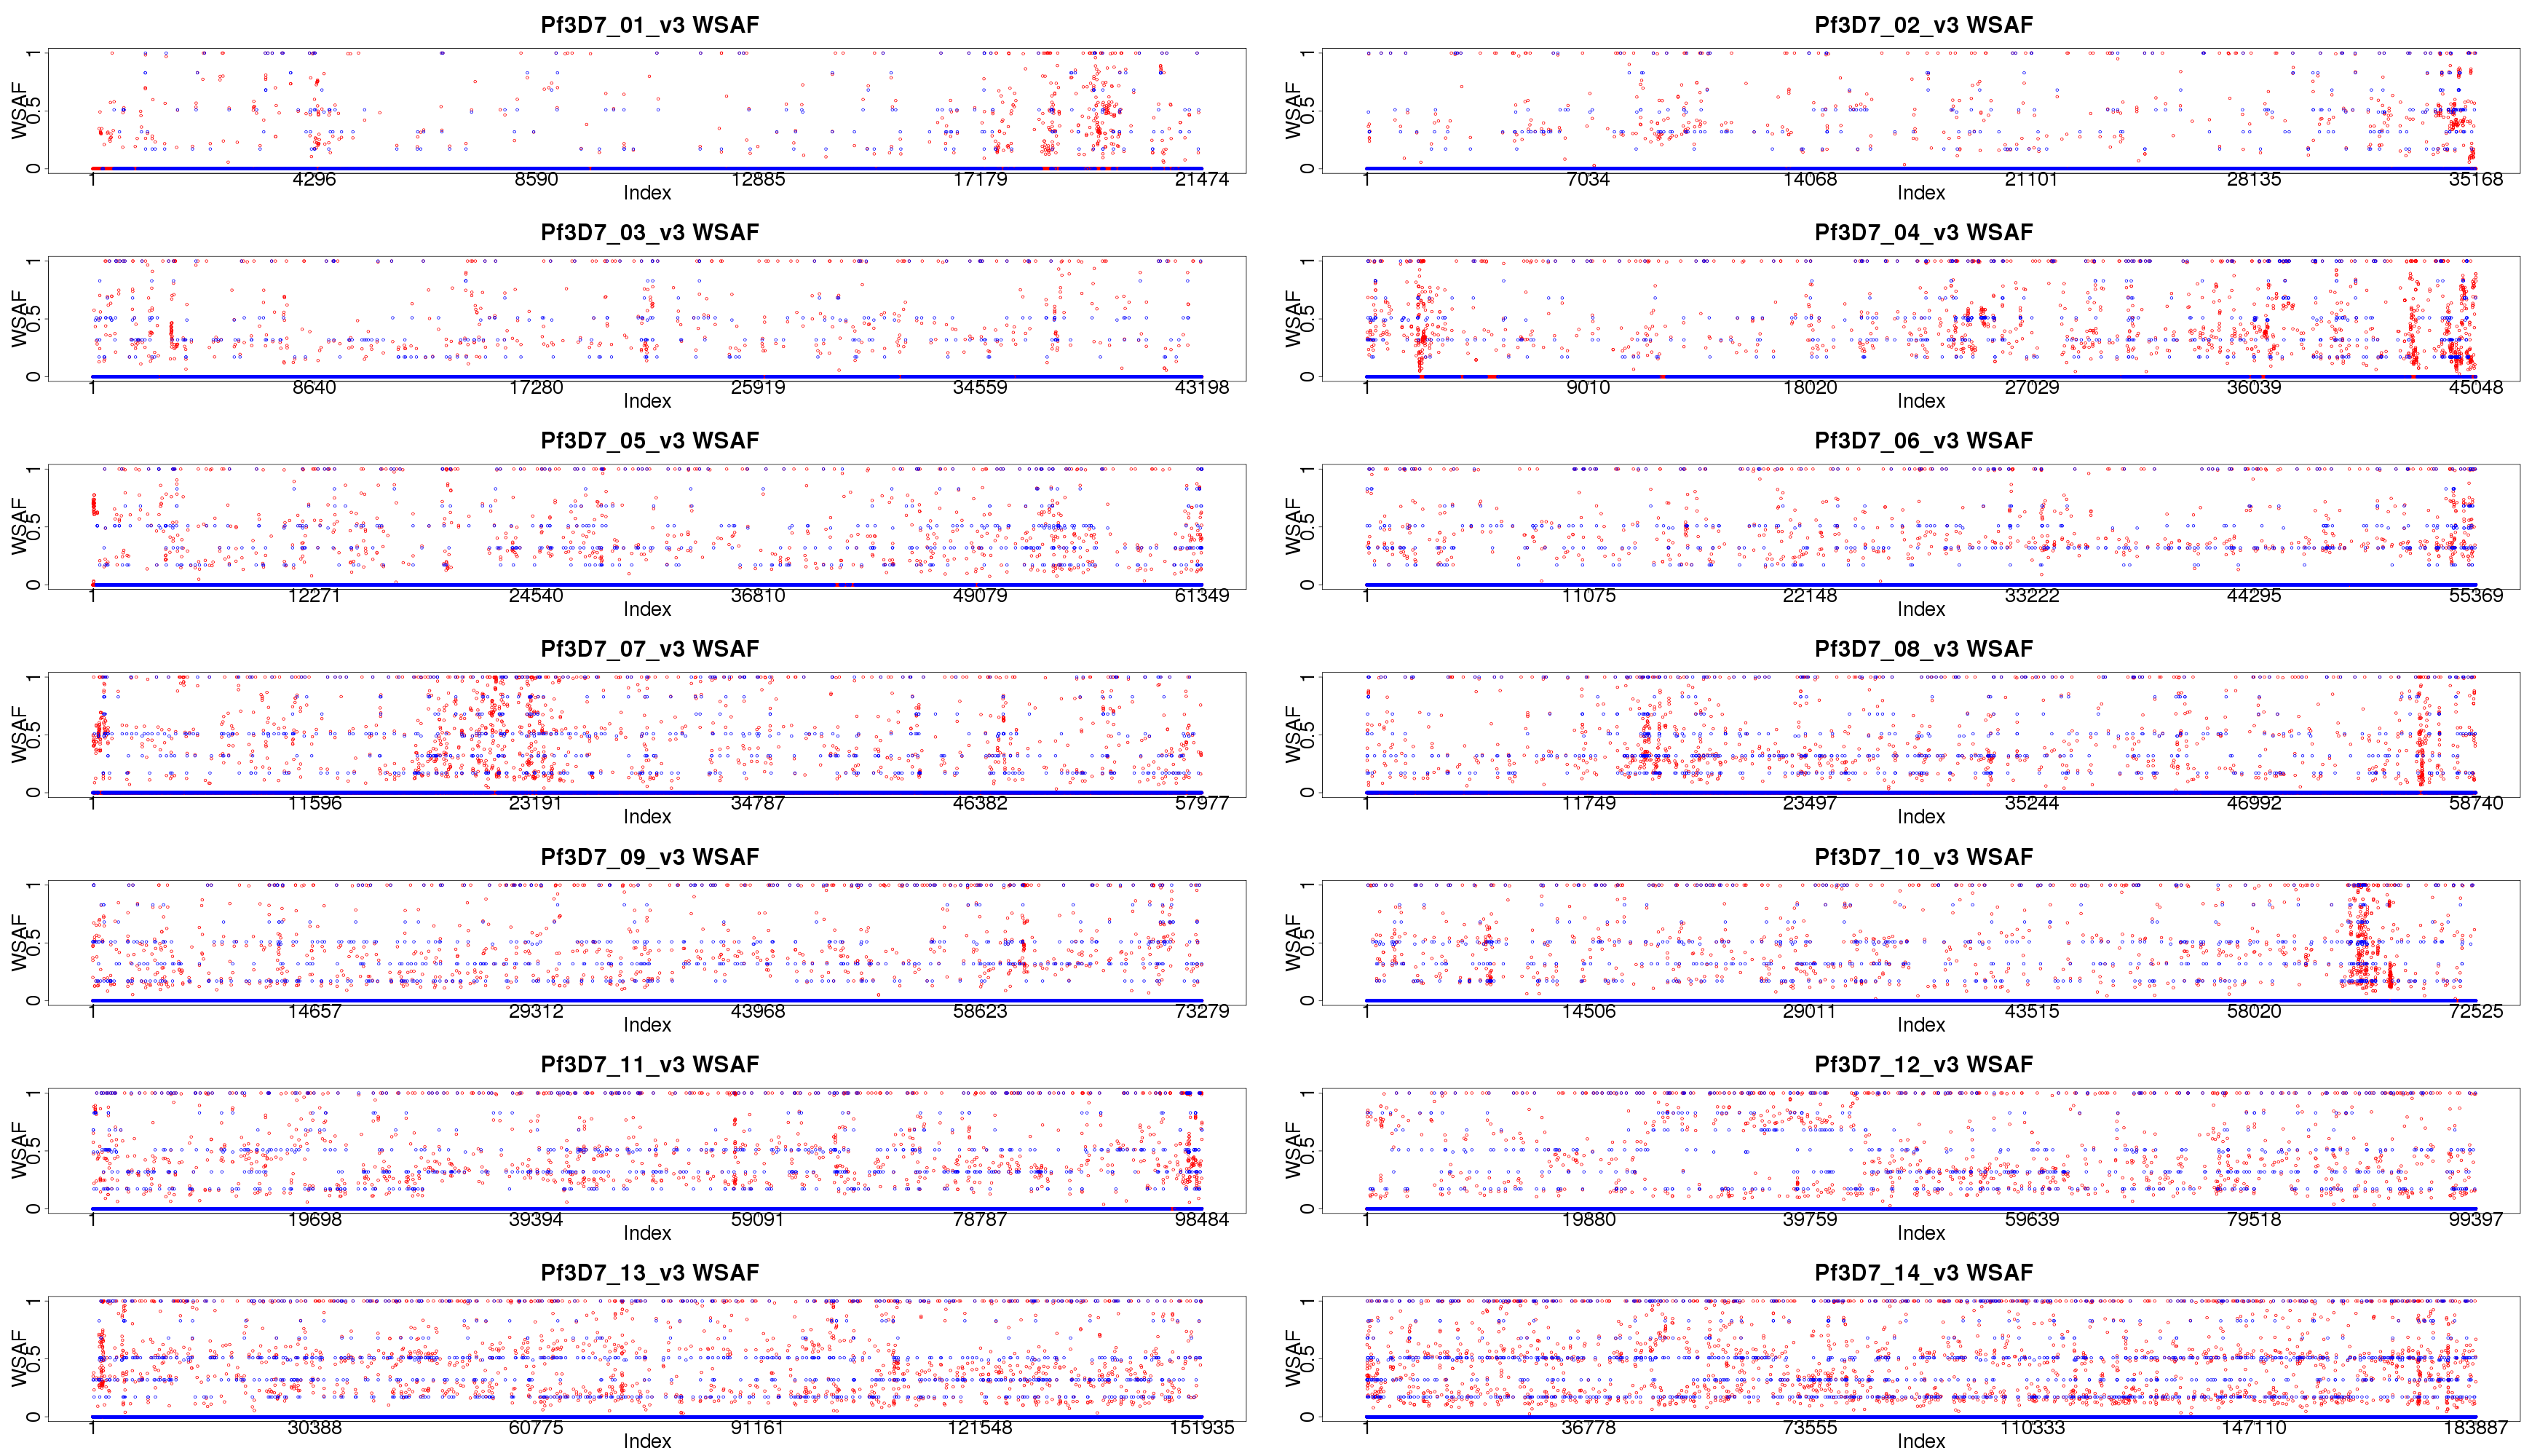 Pf3D7_01_v3 WSAF
WSAF
0 0.5 1
1 4296 8590 12885 17179 21474
Index
Pf3D7_02_v3 WSAF
WSAF
0 0.5 1
1 7034 14068 21101 28135 35168
Index
Pf3D7_03_v3 WSAF
WSAF
0 0.5 1
1 8640 17280 25919 34559 43198
Index
Pf3D7_04_v3 WSAF
WSAF
0 0.5 1
1 9010 18020 27029 36039 45048
Index
Pf3D7_05_v3 WSAF
WSAF
0 0.5 1
1 12271 24540 36810 49079 61349
Index
Pf3D7_06_v3 WSAF
WSAF
0 0.5 1
1 11075 22148 33222 44295 55369
Index
Pf3D7_07_v3 WSAF
WSAF
0 0.5 1
1 11596 23191 34787 46382 57977
Index
Pf3D7_08_v3 WSAF
WSAF
0 0.5 1
1 11749 23497 35244 46992 58740
Index
Pf3D7_09_v3 WSAF
WSAF
0 0.5 1
1 14657 29312 43968 58623 73279
Index
Pf3D7_10_v3 WSAF
WSAF
0 0.5 1
1 14506 29011 43515 58020 72525
Index
Pf3D7_11_v3 WSAF
WSAF
0 0.5 1
1 19698 39394 59091 78787 98484
Index
Pf3D7_12_v3 WSAF
WSAF
0 0.5 1
1 19880 39759 59639 79518 99397
Index
Pf3D7_13_v3 WSAF
WSAF
0 0.5 1
1 30388 60775 91161 121548 151935
Index
Pf3D7_14_v3 WSAF
WSAF
0 0.5 1
1 36778 73555 110333 147110 183887
Index